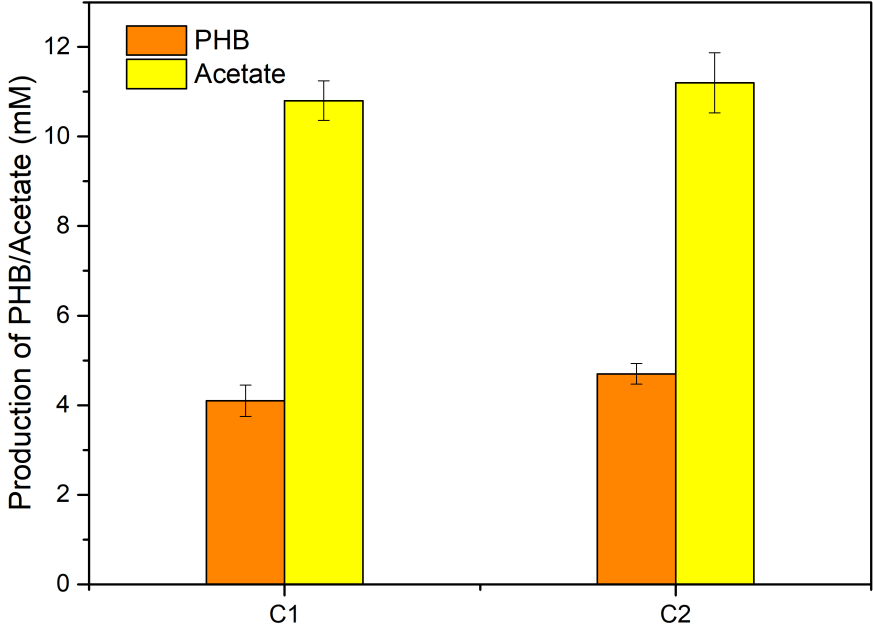 PHB
Acetate
Production of PHB/Acetate (mM)
12
10
8
6
4
2
0
C1
C2